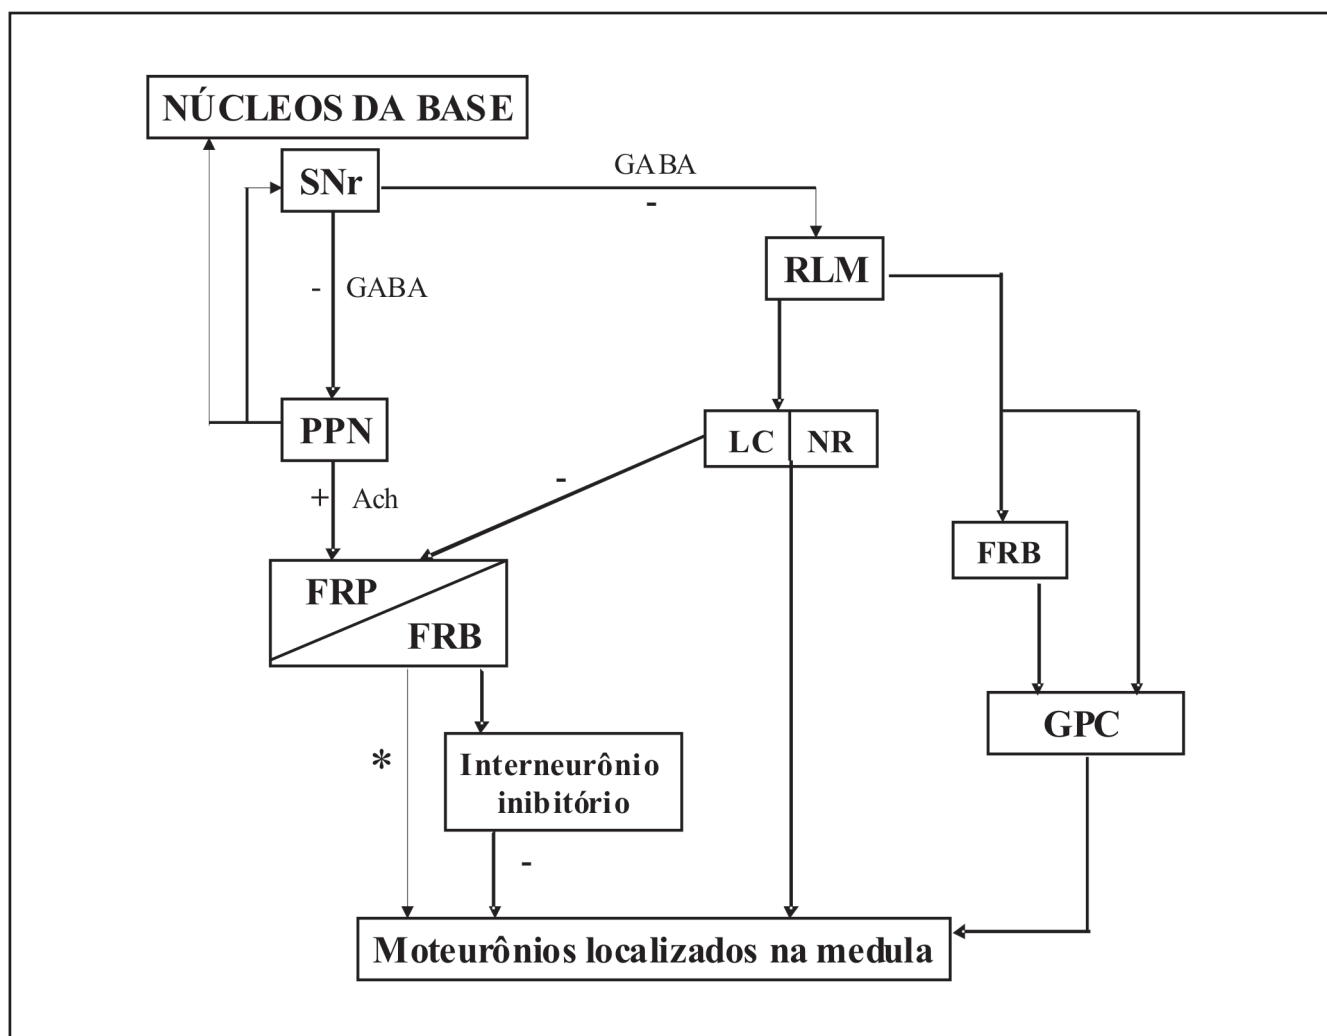 NÚCLEOS DA BASE
SNr
GABA
-
RLM
- GABA
PPN
LC NR
-
+ Ach
FRB
FRP
FRB
GPC
*
Interneurônio
inibitório
-
Moteurônios localizados na medula